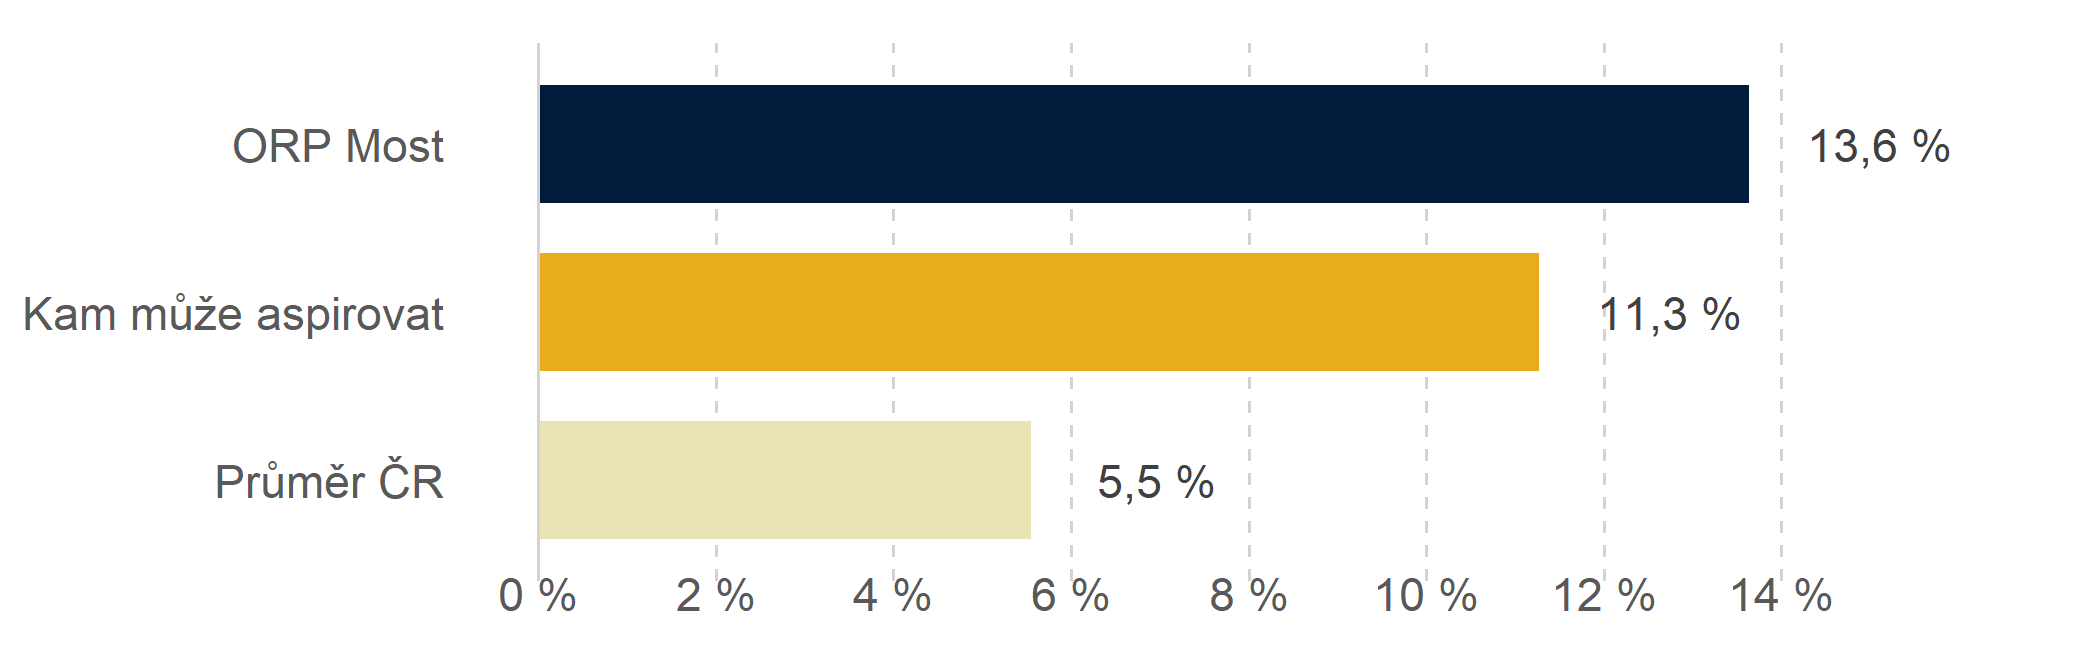 ORP Most
13,6 %
Kam může aspirovat
11,3 %
Průměr ČR
5,5 %
0 % 2 % 4 % 6 % 8 % 10 % 12 % 14 %